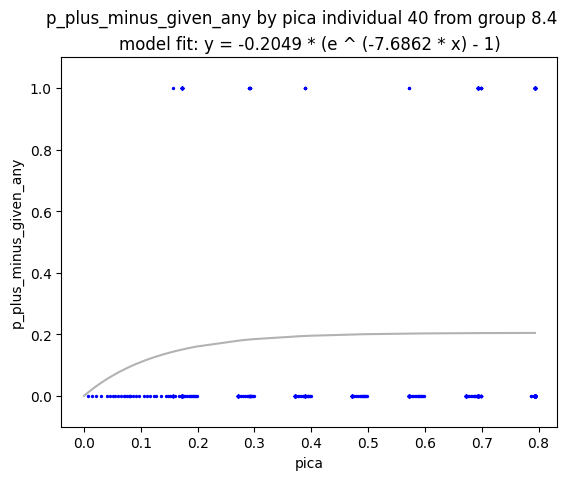 p_plus_minus_given_any by pica individual 40 from group 8.4
model fit: y = -0.2049 * (e ^ (-7.6862 * x) - 1)
1.0
0.8
0.6
0.4
0.2
0.0
p_plus_minus_given_any
0.0 0.1 0.2 0.3 0.4 0.5 0.6 0.7 0.8
pica